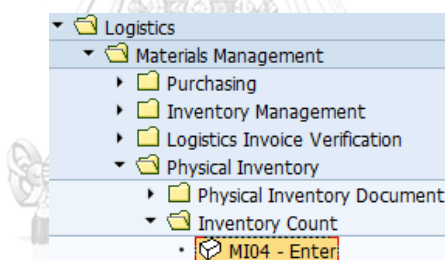 Logistics
Materials Management
Purchasing
Inventory Management
Logistics Invoice Verification
Physical Inventory
Physical Inventory Document
Inventory Count
MI04 - Enter